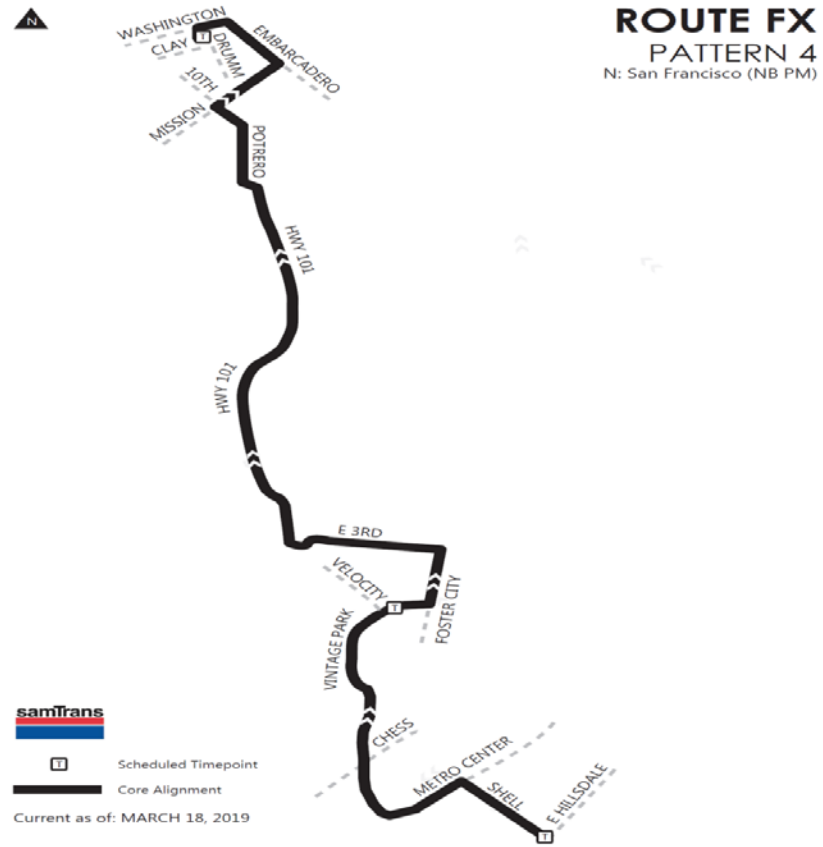 ROUTE FX
PATTERN 4
N: San Francisco (NB PM)
N
WASHINGTON
EMBARCADERO
CLAY
T
DRUMM
10TH
MISSION
POTRERO
HWY 101
HWY 101
E 3RD
VELOCITY
T
FOSTER CITY
VINTAGE PARK
CHESS
METRO CENTER
SHELL
E HILLSDALE
T
samTrans
T Scheduled Timepoint
Core Alignment
Current as of: MARCH 18, 2019